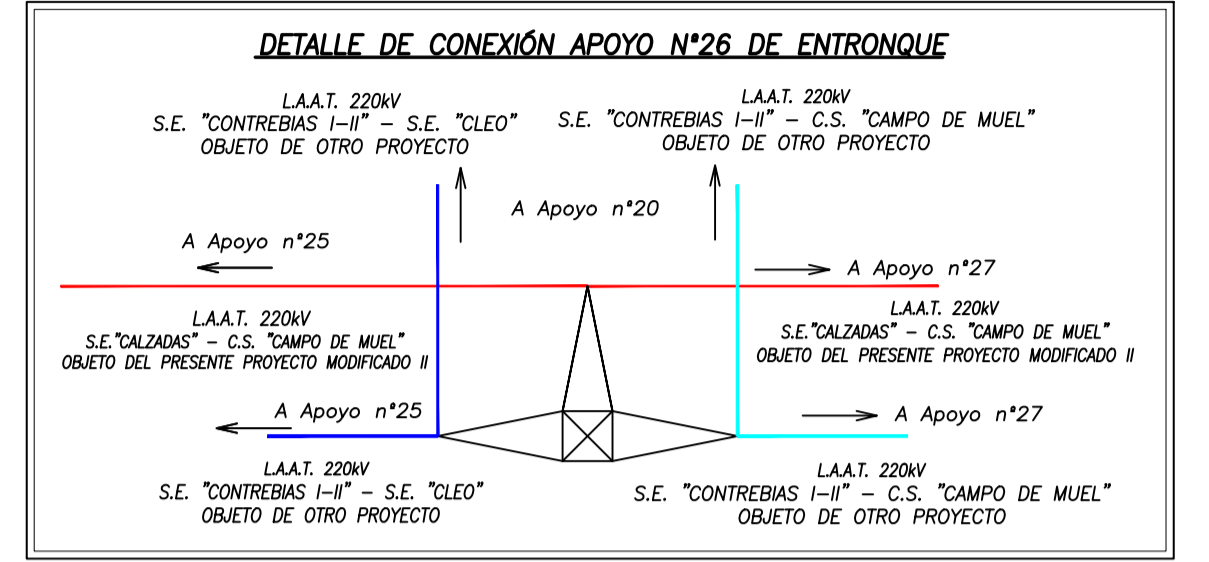 DETALLE DE CONEXIÓN APOYO Nº26 DE ENTRONQUE
L.A.A.T. 220kV
S.E. "CONTREBIAS I-II" - S.E. "CLEO"
OBJETO DE OTRO PROYECTO
L.A.A.T. 220kV
S.E. "CONTREBIAS I-II" - C.S. "CAMPO DE MUEL"
OBJETO DE OTRO PROYECTO
A Apoyo nº20
A Apoyo nº25
A Apoyo nº27
L.A.A.T. 220kV
S.E."CALZADAS" - C.S. "CAMPO DE MUEL"
OBJETO DEL PRESENTE PROYECTO MODIFICADO II
L.A.A.T. 220kV
S.E."CALZADAS" - C.S. "CAMPO DE MUEL"
OBJETO DEL PRESENTE PROYECTO MODIFICADO II
A Apoyo nº25
A Apoyo nº27
L.A.A.T. 220kV
S.E. "CONTREBIAS I-II" - S.E. "CLEO"
OBJETO DE OTRO PROYECTO
L.A.A.T. 220kV
S.E. "CONTREBIAS I-II" - C.S. "CAMPO DE MUEL"
OBJETO DE OTRO PROYECTO